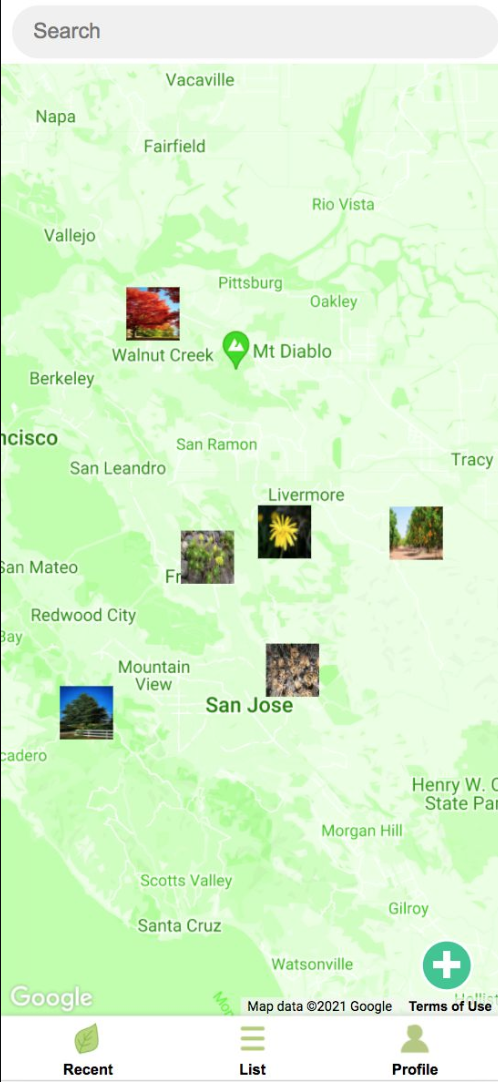 Search
Vacaville
Napa
Fairfield
Rio Vista
Vallejo
Pittsburg
Oakley
Walnut Creek
Mt Diablo
Berkeley
ncisco
San Ramon
Tracy
San Leandro
Livermore
San Mateo
Fr
Redwood City
Bay
Mountain
View
San Jose
cadero
Henry W. C
State Par
Morgan Hill
Scotts Valley
Gilroy
Santa Cruz
Watsonville
Google
Mon
Map data ©2021 Google
Terms of Use
Recent
List
Profile